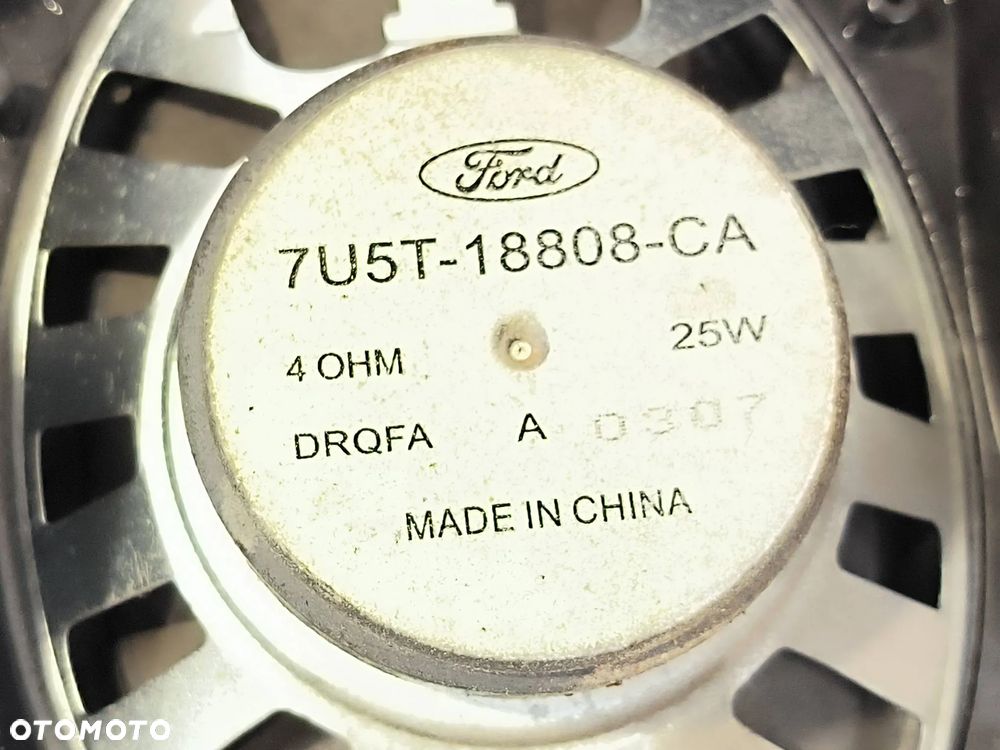 Ford
7U5T-18808-CA
4 OHM 25W
DRQFA A 0307
MADE IN CHINA
OTOMOTO